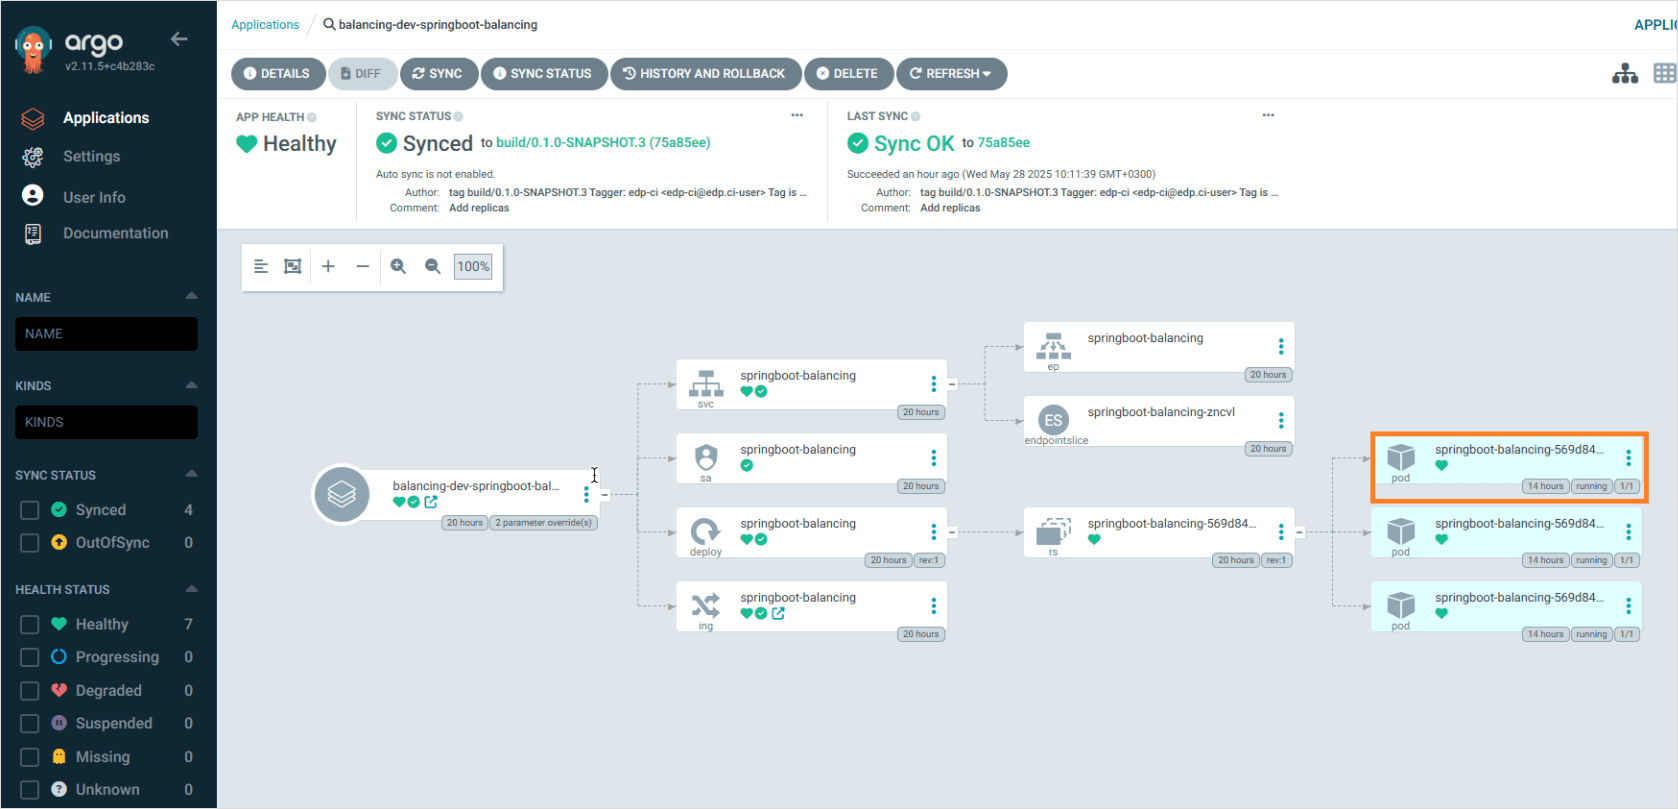 argo
v2.11.5+c4b283c
Applications
Settings
User Info
Documentation
NAME
NAME
KINDS
KINDS
SYNC STATUS
Synced 4
OutOfSync 0
HEALTH STATUS
Healthy 7
Progressing 0
Degraded 0
Suspended 0
Missing 0
Unknown 0
Applications / balancing-dev-springboot-balancing
APPLIC
DETAILS DIFF SYNC SYNC STATUS HISTORY AND ROLLBACK DELETE REFRESH
APP HEALTH
Healthy
SYNC STATUS
Synced to build/0.1.0-SNAPSHOT.3 (75a85ee)
Auto sync is not enabled.
Author: tag build/0.1.0-SNAPSHOT.3 Tagger: edp-ci <edp-ci@edp.ci-user> Tag is ...
Comment: Add replicas
LAST SYNC
Sync OK to 75a85ee
Succeeded an hour ago (Wed May 28 2025 10:11:39 GMT+0300)
Author: tag build/0.1.0-SNAPSHOT.3 Tagger: edp-ci <edp-ci@edp.ci-user> Tag is ...
Comment: Add replicas
100%
balancing-dev-springboot-bal...
20 hours 2 parameter override(s)
springboot-balancing
svc
20 hours
springboot-balancing
sa
20 hours
springboot-balancing
deploy
20 hours rev:1
springboot-balancing
ing
20 hours
springboot-balancing
ep
20 hours
ES
springboot-balancing-zncvl
endpointslice
20 hours
springboot-balancing-569d84...
rs
20 hours rev:1
springboot-balancing-569d84...
pod
14 hours running 1/1
springboot-balancing-569d84...
pod
14 hours running 1/1
springboot-balancing-569d84...
pod
14 hours running 1/1